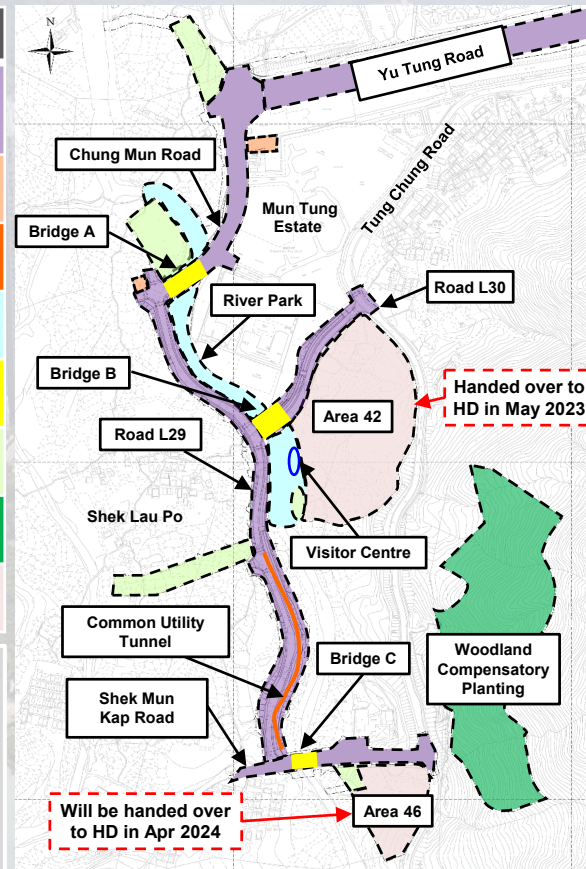 N
Yu Tung Road
Chung Mun Road
Tung Chung Road
Mun Tung
Estate
Bridge A
Road L30
River Park
Bridge B
Handed over to
HD in May 2023
Area 42
Road L29
Shek Lau Po
Visitor Centre
Common Utility
Tunnel
Bridge C
Woodland
Compensatory
Planting
Shek Mun
Kap Road
Will be handed over
to HD in Apr 2024
Area 46